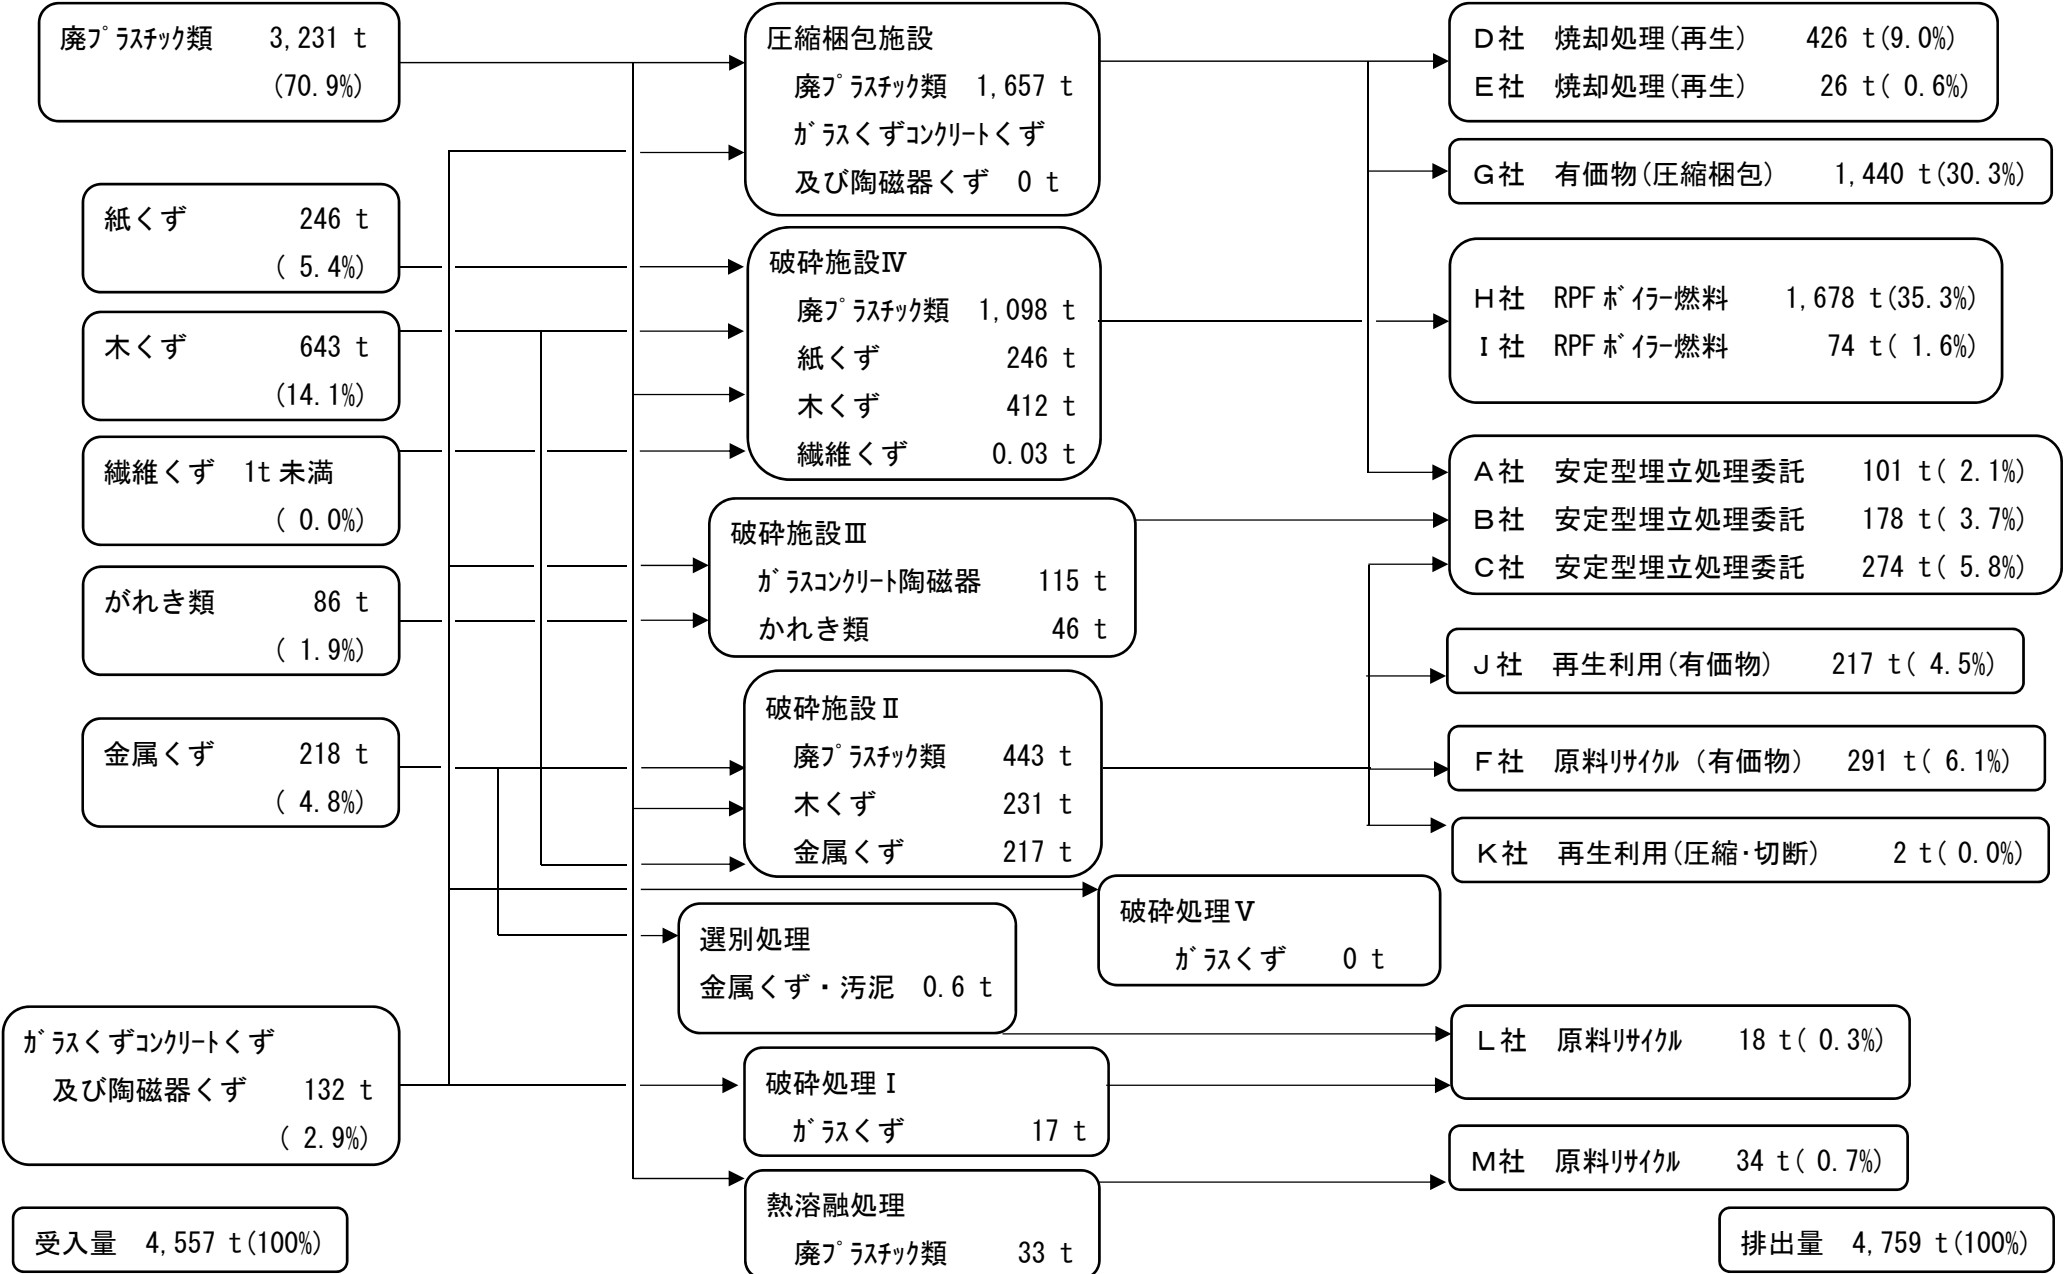 廃プラスチック類 3,231 t
(70.9%)
紙くず 246 t
( 5.4%)
木くず 643 t
(14.1%)
繊維くず 1t未満
( 0.0%)
がれき類 86 t
( 1.9%)
金属くず 218 t
( 4.8%)
ガラスくずコンクリートくず
及び陶磁器くず 132 t
( 2.9%)
受入量 4,557 t(100%)
圧縮梱包施設
廃プラスチック類 1,657 t
ガラスくずコンクリートくず
及び陶磁器くず 0 t
破砕施設Ⅳ
廃プラスチック類 1,098 t
紙くず 246 t
木くず 412 t
繊維くず 0.03 t
破砕施設Ⅲ
ガラスコンクリート陶磁器 115 t
かれき類 46 t
破砕施設Ⅱ
廃プラスチック類 443 t
木くず 231 t
金属くず 217 t
破砕処理Ⅴ
ガラスくず 0 t
選別処理
金属くず・汚泥 0.6 t
破砕処理Ⅰ
ガラスくず 17 t
熱溶融処理
廃プラスチック類 33 t
D社 焼却処理(再生) 426 t(9.0%)
E社 焼却処理(再生) 26 t( 0.6%)
G社 有価物(圧縮梱包) 1,440 t(30.3%)
H社 RPFボイラー燃料 1,678 t(35.3%)
I社 RPFボイラー燃料 74 t( 1.6%)
A社 安定型埋立処理委託 101 t( 2.1%)
B社 安定型埋立処理委託 178 t( 3.7%)
C社 安定型埋立処理委託 274 t( 5.8%)
J社 再生利用(有価物) 217 t( 4.5%)
F社 原料リサイクル(有価物) 291 t( 6.1%)
K社 再生利用(圧縮・切断) 2 t( 0.0%)
L社 原料リサイクル 18 t( 0.3%)
M社 原料リサイクル 34 t( 0.7%)
排出量 4,759 t(100%)